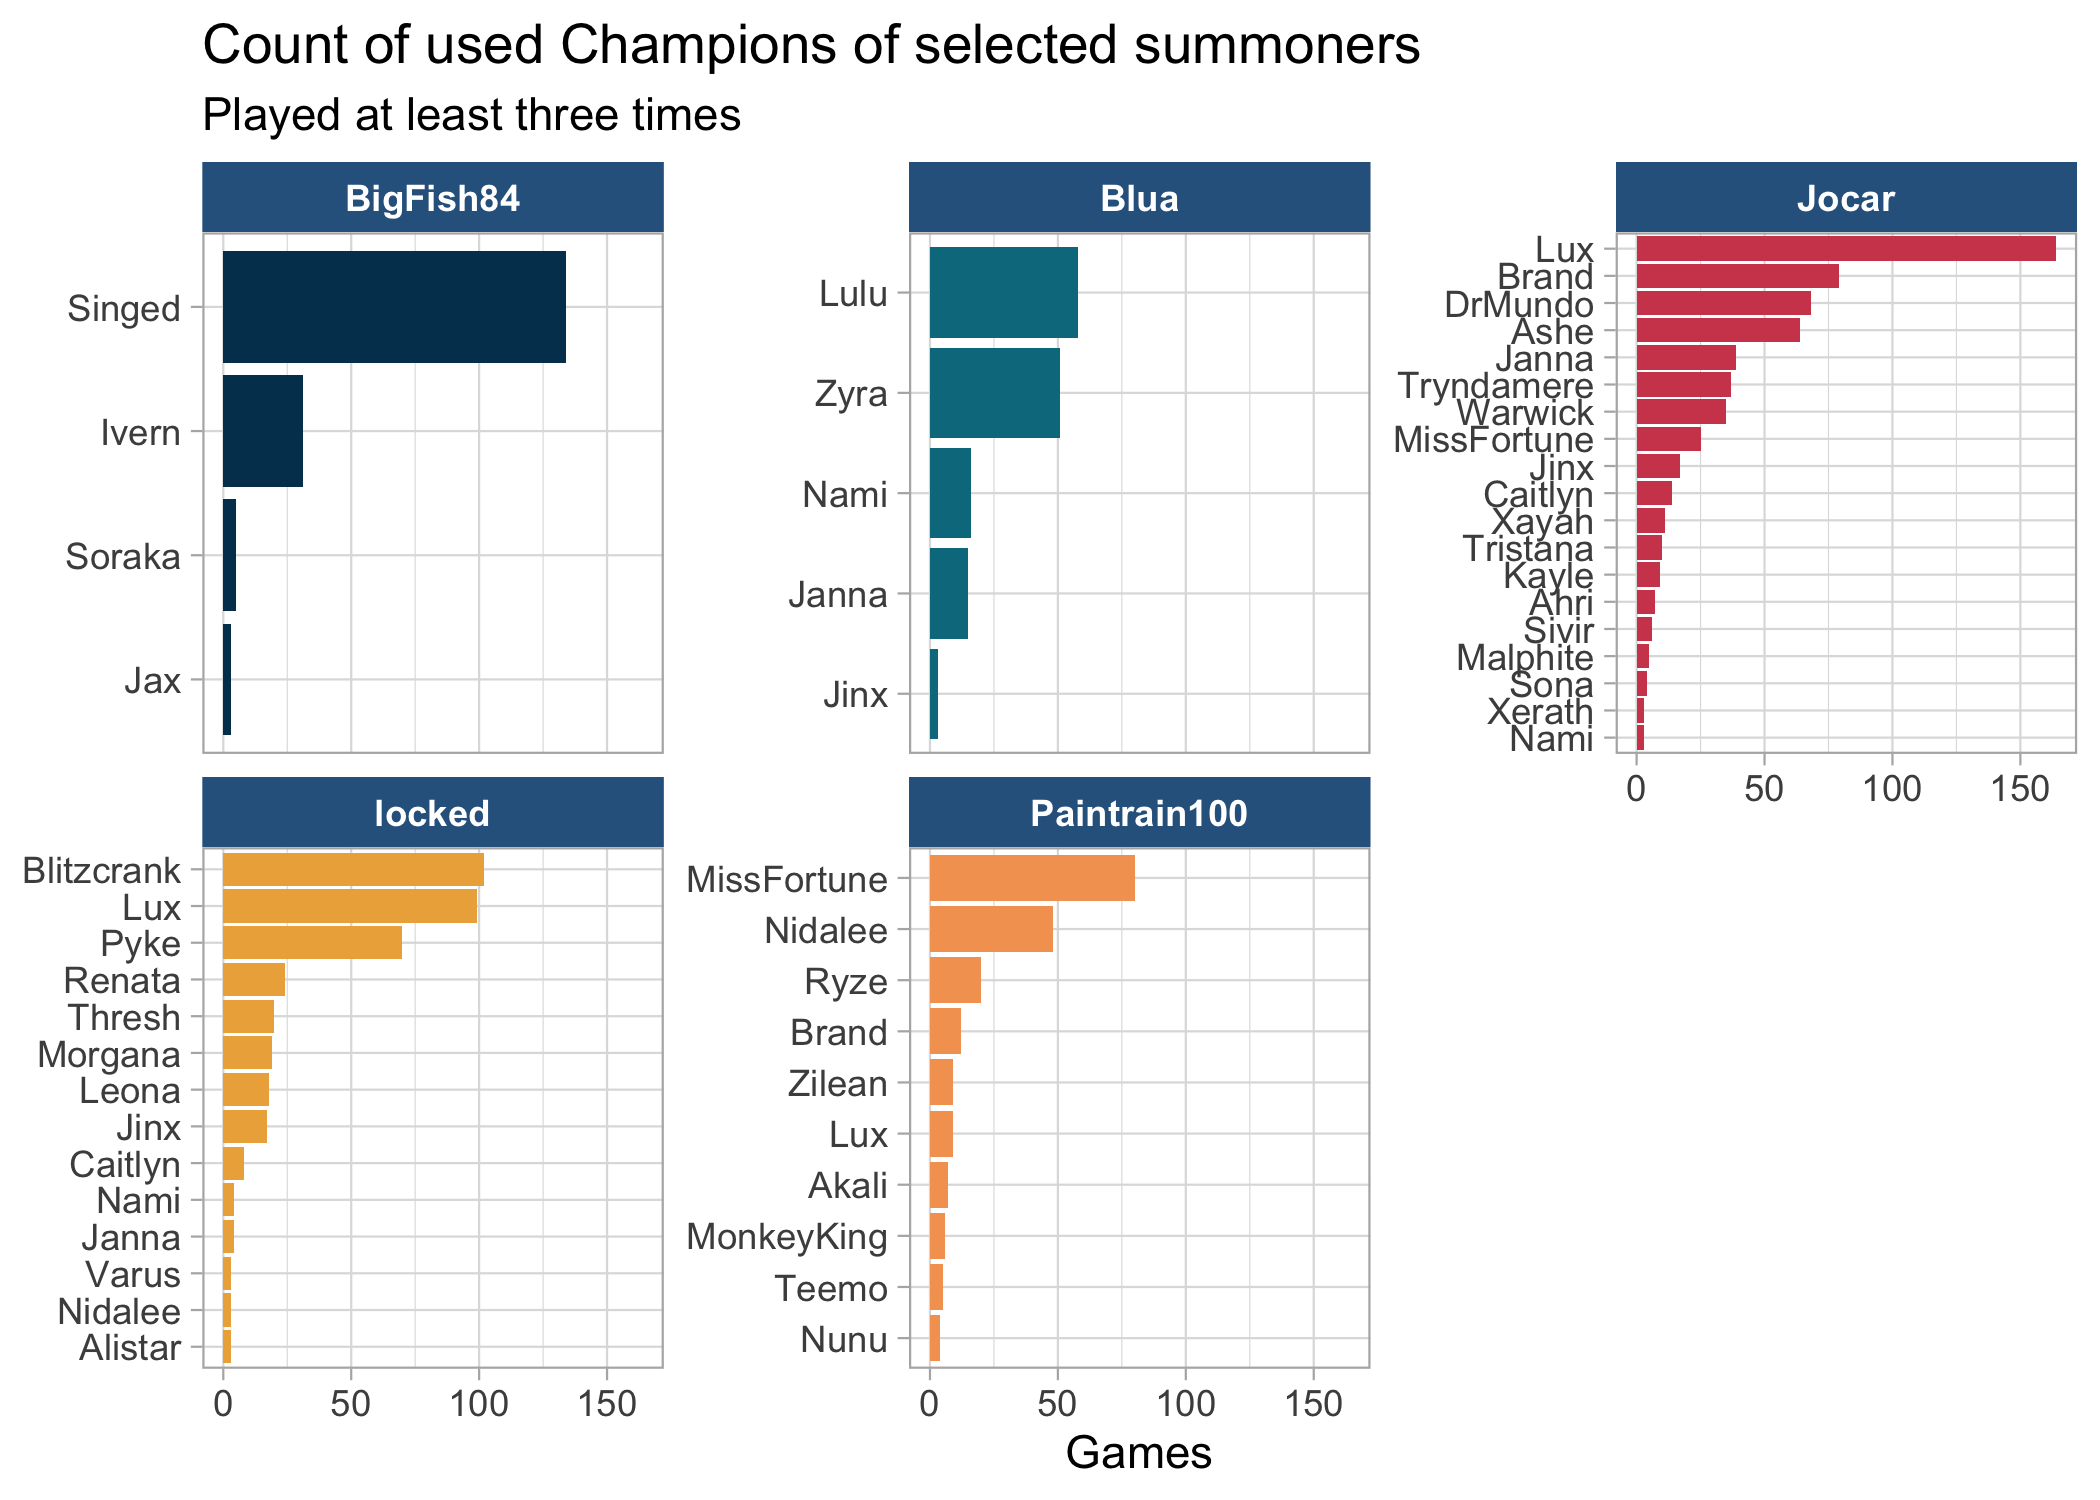 Count of used Champions of selected summoners
Played at least three times
BigFish84
Singed
Ivern
Soraka
Jax
Blua
Lulu
Zyra
Nami
Janna
Jinx
Jocar
Lux
Brand
DrMundo
Ashe
Janna
Tryndamere
Warwick
MissFortune
Jinx
Caitlyn
Xayah
Tristana
Kayle
Ahri
Sivir
Malphite
Sona
Xerath
Nami
0 50 100 150
locked
Blitzcrank
Lux
Pyke
Renata
Thresh
Morgana
Leona
Jinx
Caitlyn
Nami
Janna
Varus
Nidalee
Alistar
0 50 100 150
Paintrain100
MissFortune
Nidalee
Ryze
Brand
Zilean
Lux
Akali
MonkeyKing
Teemo
Nunu
0 50 100 150
Games